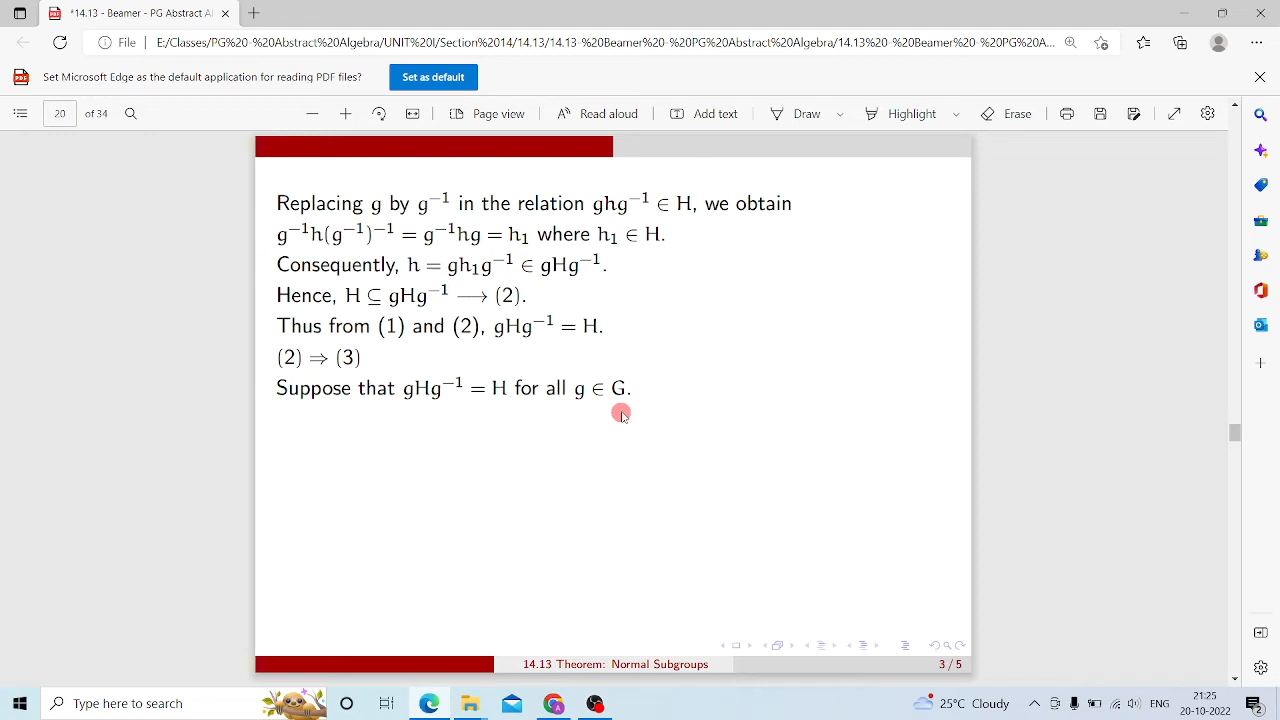 *14.13 - Beamer - PG Abstract Al
File
E:/Classes/PG%20-%20Abstract%20Algebra/UNIT%20I/Section%2014/14.13/14.13-%20Beamer%20-%20PG%20Abstract%20Algebra/14.13%20-%20Beamer%20-%20PG%20A...
Set Microsoft Edge as the default application for reading PDF files?
Set as default
20 of 34
Page view
Read aloud
Add text
Draw
Highlight
Erase
Replacing g by g⁻¹ in the relation ghg⁻¹ ∈ H, we obtain
g⁻¹h(g⁻¹)⁻¹ = g⁻¹hg = h₁ where h₁ ∈ H.
Consequently, h = gh₁g⁻¹ ∈ gHg⁻¹.
Hence, H ⊆ gHg⁻¹ ⟶ (2).
Thus from (1) and (2), gHg⁻¹ = H.
(2) ⇒ (3)
Suppose that gHg⁻¹ = H for all g ∈ G.
14.13 Theorem: Normal Subgroups
3 / 5
Type here to search
25°C Cloudy
ENG
21:25
20-10-2022
2